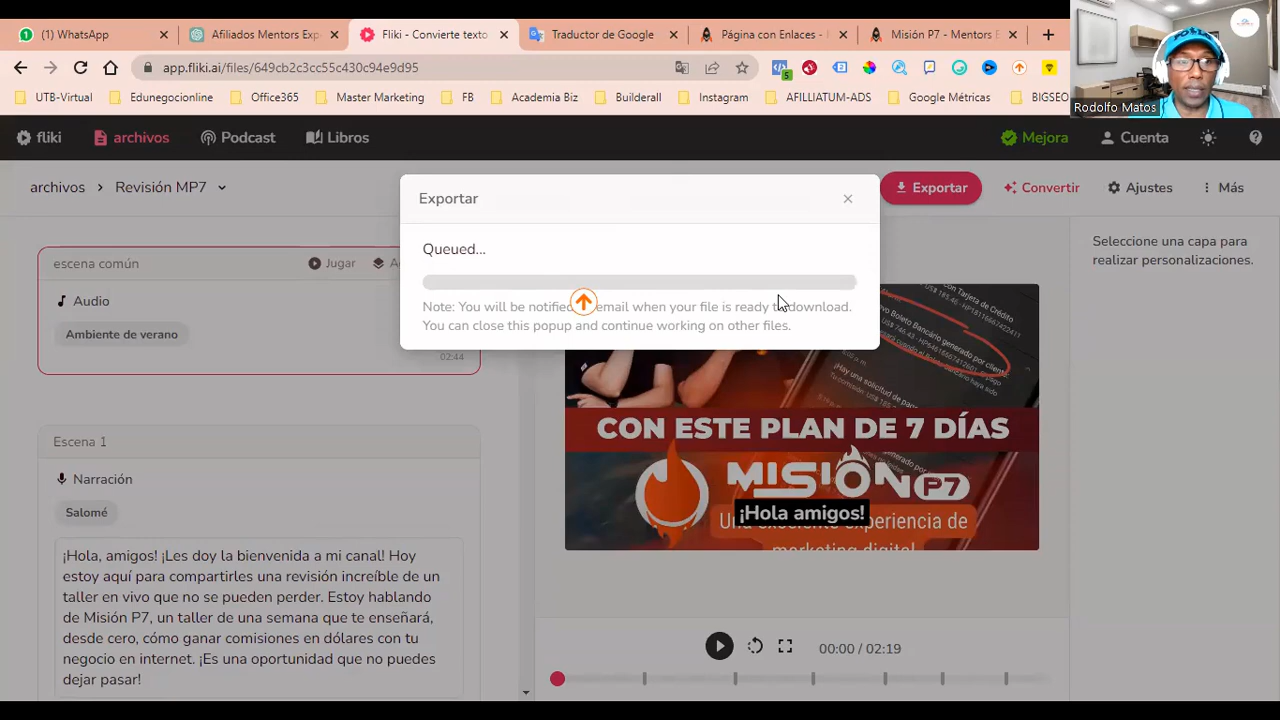 (1) WhatsApp
Afiliados Mentors Exp
Fliki - Convierte texto
Traductor de Google
Página con Enlaces -
Misión P7 - Mentors E
app.fliki.ai/files/649cb2c3cc55c430c94e9d95
5
UTB-Virtual
Edunegocionline
Office365
Master Marketing
FB
Academia Biz
Builderall
Instagram
AFILLIATUM-ADS
Google Métricas
BIGSEO
Rodolfo Matos
fliki
archivos
Podcast
Libros
Mejora
Cuenta
archivos > Revisión MP7
Exportar
Convertir
Ajustes
Más
Exportar
Queued...
Note: You will be notified email when your file is ready download.
You can close this popup and continue working on other files.
escena común
Jugar
Audio
Ambiente de verano
02:44
Escena 1
Narración
Salomé
¡Hola, amigos! ¡Les doy la bienvenida a mi canal! Hoy
estoy aquí para compartirles una revisión increíble de un
taller en vivo que no se pueden perder. Estoy hablando
de Misión P7, un taller de una semana que te enseñará,
desde cero, cómo ganar comisiones en dólares con tu
negocio en internet. ¡Es una oportunidad que no puedes
dejar pasar!
Seleccione una capa para
realizar personalizaciones.
CON ESTE PLAN DE 7 DÍAS
MISIÓN P7
¡Hola amigos!
experiencia de
marketing digital
00:00 / 02:19